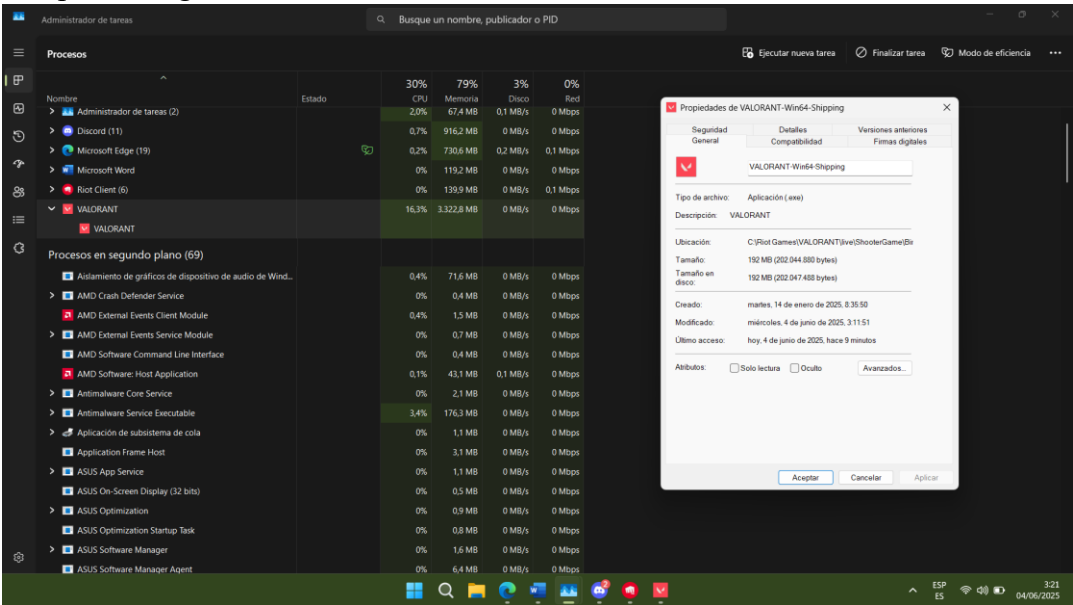 Administrador de tareas
Busque un nombre, publicador o PID
Procesos
Ejecutar nueva tarea
Finalizar tarea
Modo de eficiencia
30% 79% 3% 0%
Nombre Estado CPU Memoria Disco Red
Administrador de tareas (2) 2,0% 67,4 MB 0,1 MB/s 0 Mbps
Discord (11) 0,7% 916,2 MB 0 MB/s 0 Mbps
Microsoft Edge (19) 0,2% 730,6 MB 0,2 MB/s 0,1 Mbps
Microsoft Word 0% 119,2 MB 0 MB/s 0 Mbps
Riot Client (6) 0% 139,9 MB 0 MB/s 0,1 Mbps
VALORANT 16,3% 3.322,8 MB 0 MB/s 0 Mbps
VALORANT
Procesos en segundo plano (69)
Aislamiento de gráficos de dispositivo de audio de Wind... 0,4% 71,6 MB 0 MB/s 0 Mbps
AMD Crash Defender Service 0% 0,4 MB 0 MB/s 0 Mbps
AMD External Events Client Module 0,4% 1,5 MB 0 MB/s 0 Mbps
AMD External Events Service Module 0% 0,7 MB 0 MB/s 0 Mbps
AMD Software Command Line Interface 0% 0,4 MB 0 MB/s 0 Mbps
AMD Software: Host Application 0,1% 43,1 MB 0,1 MB/s 0 Mbps
Antimalware Core Service 0% 2,1 MB 0 MB/s 0 Mbps
Antimalware Service Executable 3,4% 176,3 MB 0 MB/s 0 Mbps
Aplicación de subsistema de cola 0% 1,1 MB 0 MB/s 0 Mbps
Application Frame Host 0% 3,1 MB 0 MB/s 0 Mbps
ASUS App Service 0% 1,1 MB 0 MB/s 0 Mbps
ASUS On-Screen Display (32 bits) 0% 0,5 MB 0 MB/s 0 Mbps
ASUS Optimization 0% 0,9 MB 0 MB/s 0 Mbps
ASUS Optimization Startup Task 0% 0,8 MB 0 MB/s 0 Mbps
ASUS Software Manager 0% 1,6 MB 0 MB/s 0 Mbps
ASUS Software Manager Agent 0% 6,4 MB 0 MB/s 0 Mbps
Propiedades de VALORANT-Win64-Shipping
Seguridad Detalles Versiones anteriores
General Compatibilidad Firmas digitales
VALORANT-Win64-Shipping
Tipo de archivo: Aplicación (.exe)
Descripción: VALORANT
Ubicación: C:\Riot Games\VALORANT\live\ShooterGame\Bir
Tamaño: 192 MB (202.044.880 bytes)
Tamaño en disco: 192 MB (202.047.488 bytes)
Creado: martes, 14 de enero de 2025, 8:35:50
Modificado: miércoles, 4 de junio de 2025, 3:11:51
Último acceso: hoy, 4 de junio de 2025, hace 9 minutos
Atributos: Solo lectura Oculto Avanzados...
Aceptar Cancelar Aplicar
2
ESP
ES
3:21
04/06/2025